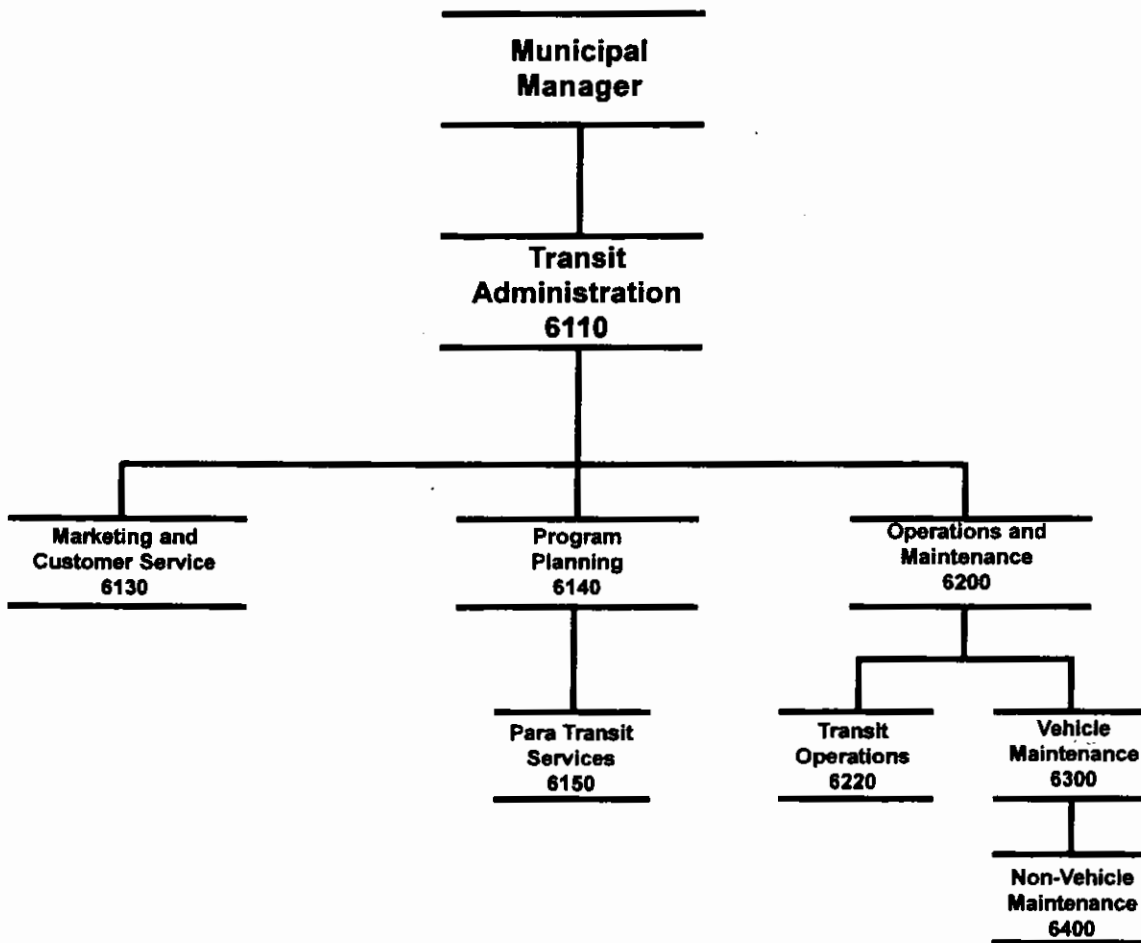 Municipal
Manager
Transit
Administration
6110
Marketing and
Customer Service
6130
Program
Planning
6140
Operations and
Maintenance
6200
Para Transit
Services
6150
Transit
Operations
6220
Vehicle
Maintenance
6300
Non-Vehicle
Maintenance
6400